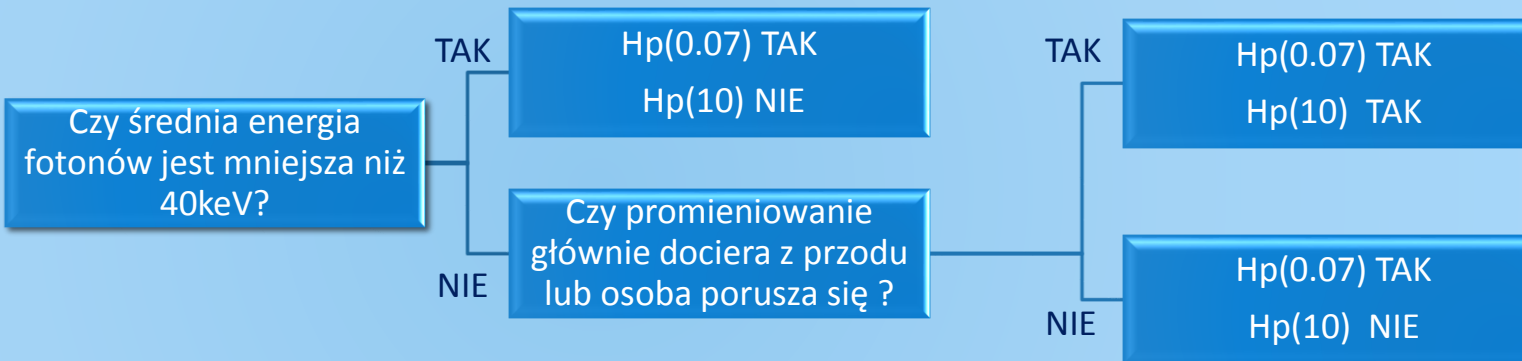 Czy średnia energia
fotonów jest mniejsza niż
40keV?
TAK
Hp(0.07) TAK
Hp(10) NIE
NIE
Czy promieniowanie
głównie dociera z przodu
lub osoba porusza się ?
TAK
Hp(0.07) TAK
Hp(10) TAK
NIE
Hp(0.07) TAK
Hp(10) NIE